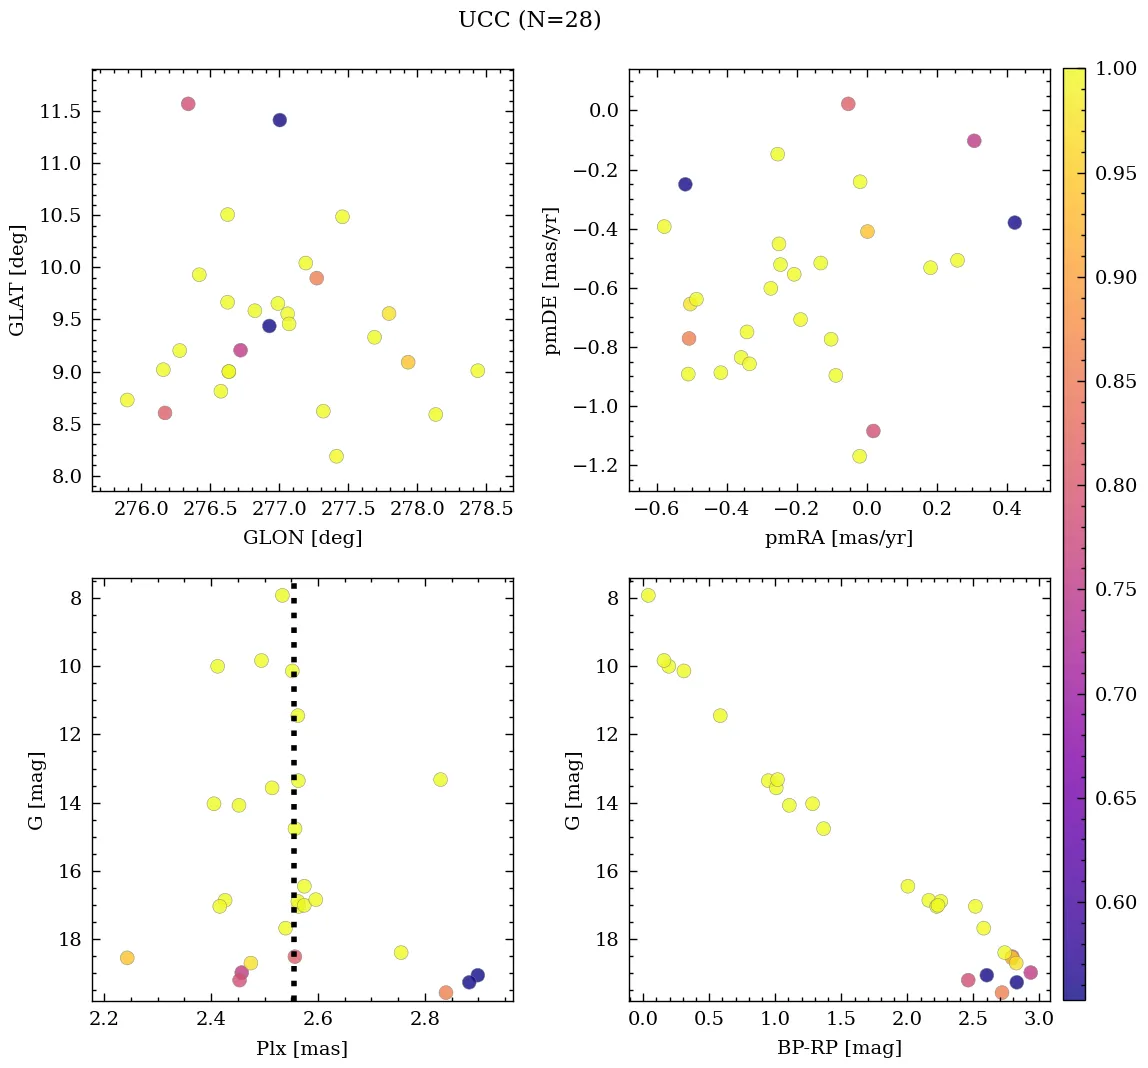 UCC (N=28)
11.5
11.0
10.5
10.0
9.5
9.0
8.5
8.0
GLAT [deg]
276.0 276.5 277.0 277.5 278.0 278.5
GLON [deg]
0.0
−0.2
−0.4
−0.6
−0.8
−1.0
−1.2
pmDE [mas/yr]
−0.6 −0.4 −0.2 0.0 0.2 0.4
pmRA [mas/yr]
8
10
12
14
16
18
G [mag]
2.2 2.4 2.6 2.8
Plx [mas]
8
10
12
14
16
18
G [mag]
0.0 0.5 1.0 1.5 2.0 2.5 3.0
BP-RP [mag]
1.00
0.95
0.90
0.85
0.80
0.75
0.70
0.65
0.60